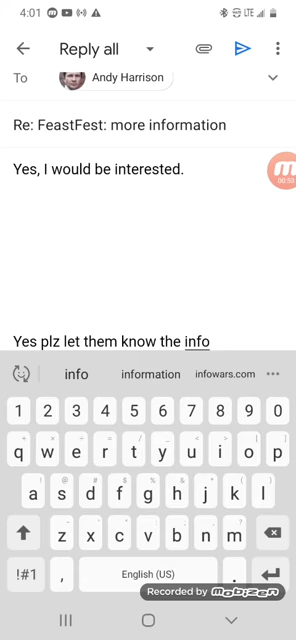 4:01
LTE
Reply all
To
Andy Harrison
Re: FeastFest: more information
Yes, I would be interested.
00:53
Yes plz let them know the info
info information infowars.com
1 2 3 4 5 6 7 8 9 0
q w e r t y u i o p
a s d f g h j k l
z x c v b n m
!#1 , English (US) .
Recorded by MOBIZEN